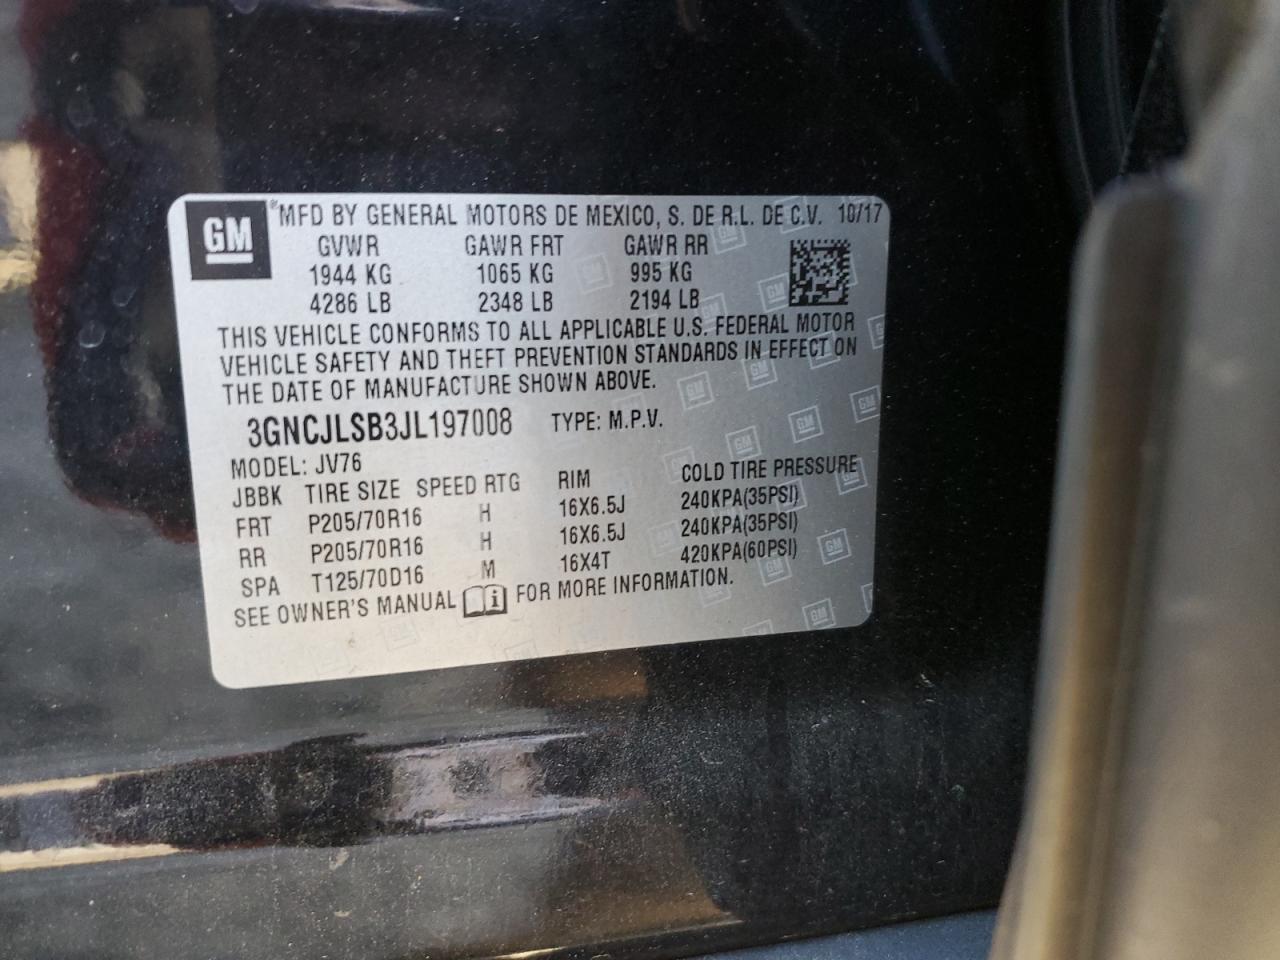 GM
®MFD BY GENERAL MOTORS DE MEXICO, S. DE R.L. DE C.V. 10/17
GVWR GAWR FRT GAWR RR
1944 KG 1065 KG 995 KG
4286 LB 2348 LB 2194 LB
THIS VEHICLE CONFORMS TO ALL APPLICABLE U.S. FEDERAL MOTOR
VEHICLE SAFETY AND THEFT PREVENTION STANDARDS IN EFFECT ON
THE DATE OF MANUFACTURE SHOWN ABOVE.
3GNCJLSB3JL197008 TYPE: M.P.V.
MODEL: JV76
JBBK TIRE SIZE SPEED RTG RIM COLD TIRE PRESSURE
FRT P205/70R16 H 16X6.5J 240KPA(35PSI)
RR P205/70R16 H 16X6.5J 240KPA(35PSI)
SPA T125/70D16 M 16X4T 420KPA(60PSI)
SEE OWNER'S MANUAL i FOR MORE INFORMATION.